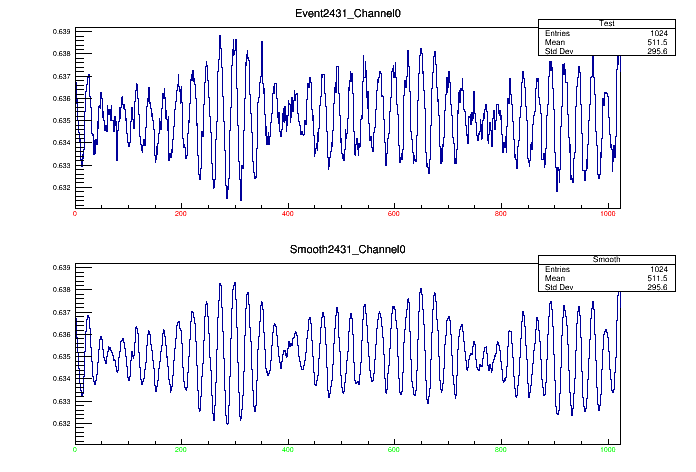 Event2431_Channel0
Test
Entries 1024
Mean 511.5
Std Dev 295.6
0.639
0.638
0.637
0.636
0.635
0.634
0.633
0.632
0 200 400 600 800 1000
Smooth2431_Channel0
Smooth
Entries 1024
Mean 511.5
Std Dev 295.6
0.639
0.638
0.637
0.636
0.635
0.634
0.633
0.632
0 200 400 600 800 1000